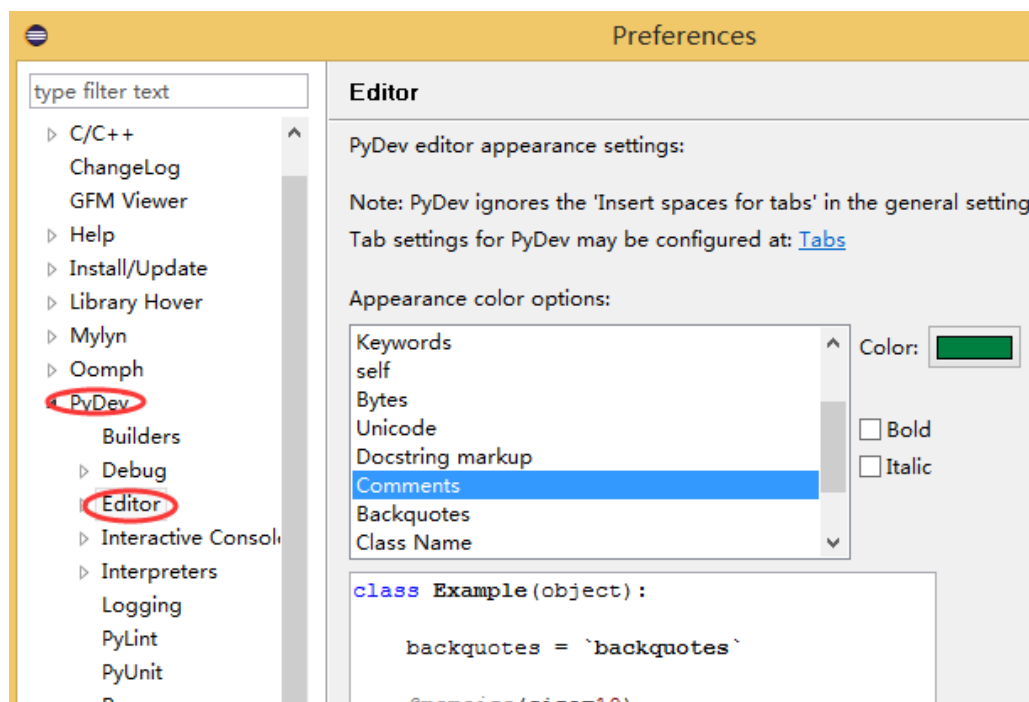 Preferences
type filter text
C/C++
ChangeLog
GFM Viewer
Help
Install/Update
Library Hover
Mylyn
Oomph
PyDev
Builders
Debug
Editor
Interactive Consol
Interpreters
Logging
PyLint
PyUnit
Editor
PyDev editor appearance settings:
Note: PyDev ignores the 'Insert spaces for tabs' in the general setting
Tab settings for PyDev may be configured at: Tabs
Appearance color options:
Keywords
self
Bytes
Unicode
Docstring markup
Comments
Backquotes
Class Name
Color:
Bold
Italic
class Example(object):
backquotes = `backquotes`